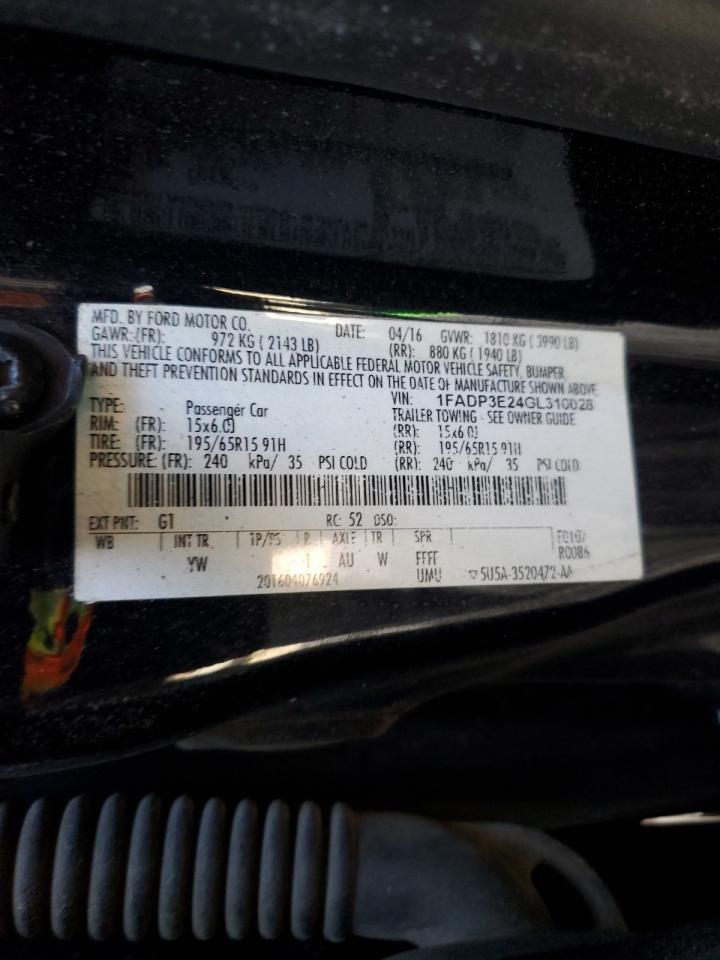 MFD. BY FORD MOTOR CO. DATE: 04/16 GVWR: 1810 KG ( 3990 LB)
GAWR:(FR): 972 KG ( 2143 LB) (RR): 880 KG ( 1940 LB)
THIS VEHICLE CONFORMS TO ALL APPLICABLE FEDERAL MOTOR VEHICLE SAFETY, BUMPER,
AND THEFT PREVENTION STANDARDS IN EFFECT ON THE DATE OF MANUFACTURE SHOWN ABOVE.
VIN: 1FADP3E24GL310028
TYPE: Passenger Car TRAILER TOWING - SEE OWNER GUIDE
RIM: (FR): 15x6.0J (RR): 15x6.0J
TIRE: (FR): 195/65R15 91H (RR): 195/65R15 91H
PRESSURE: (FR): 240 kPa/ 35 PSI COLD (RR): 240 kPa/ 35 PSI COLD
EXT PNT: G1 RC: 52 DSO:
WB INT TR TP/PS R AXLE TR SPR
YW 1 AU W FFFF
UMU
201604076924
R0086
▽5U5A-3520472-AA